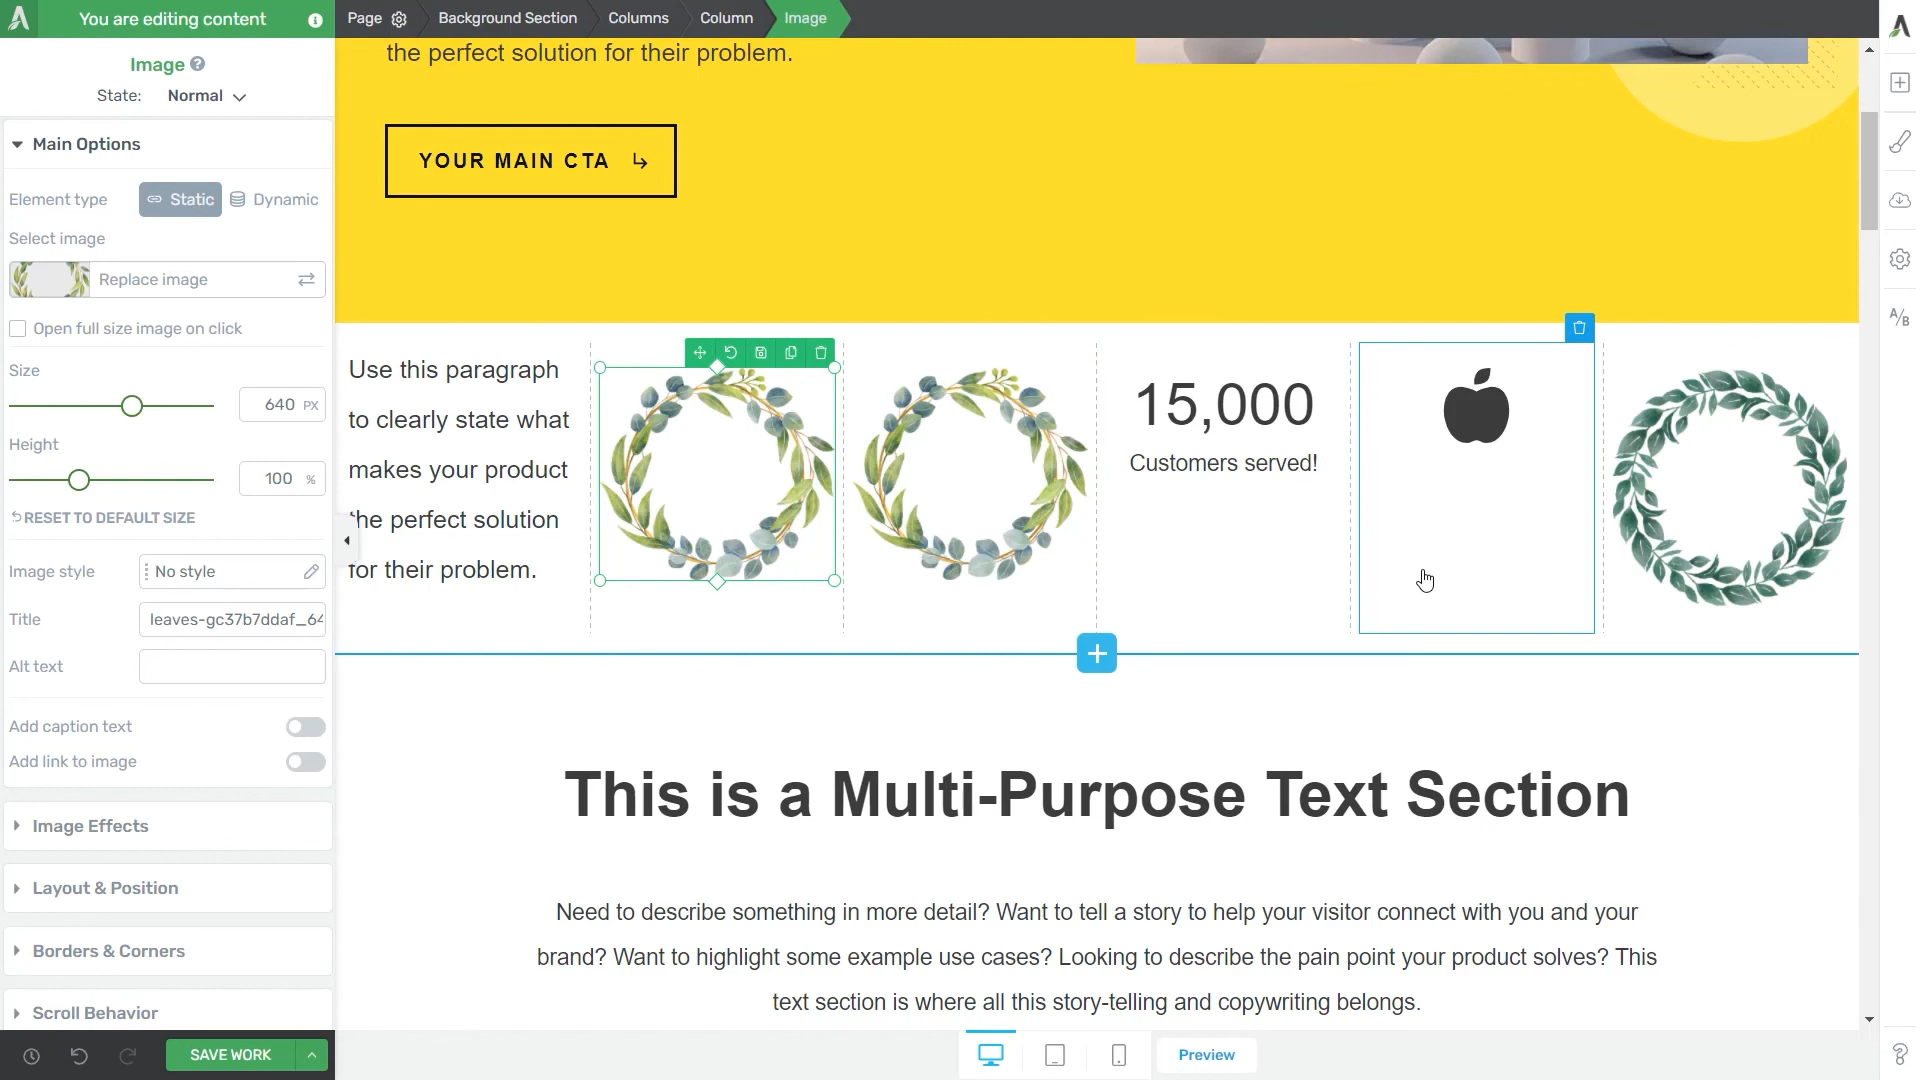 You are editing content
Page
Background Section
Columns
Column
Image
Image
State: Normal
Main Options
Element type Static Dynamic
Select image
Replace image
Open full size image on click
Size
640 PX
Height
100 %
RESET TO DEFAULT SIZE
Image style No style
Title leaves-gc37b7ddaf_64
Alt text
Add caption text
Add link to image
Image Effects
Layout & Position
Borders & Corners
Scroll Behavior
SAVE WORK
the perfect solution for their problem.
YOUR MAIN CTA
Use this paragraph
to clearly state what
makes your product
the perfect solution
for their problem.
15,000
Customers served!
This is a Multi-Purpose Text Section
Need to describe something in more detail? Want to tell a story to help your visitor connect with you and your
brand? Want to highlight some example use cases? Looking to describe the pain point your product solves? This
text section is where all this story-telling and copywriting belongs.
Preview
A/B